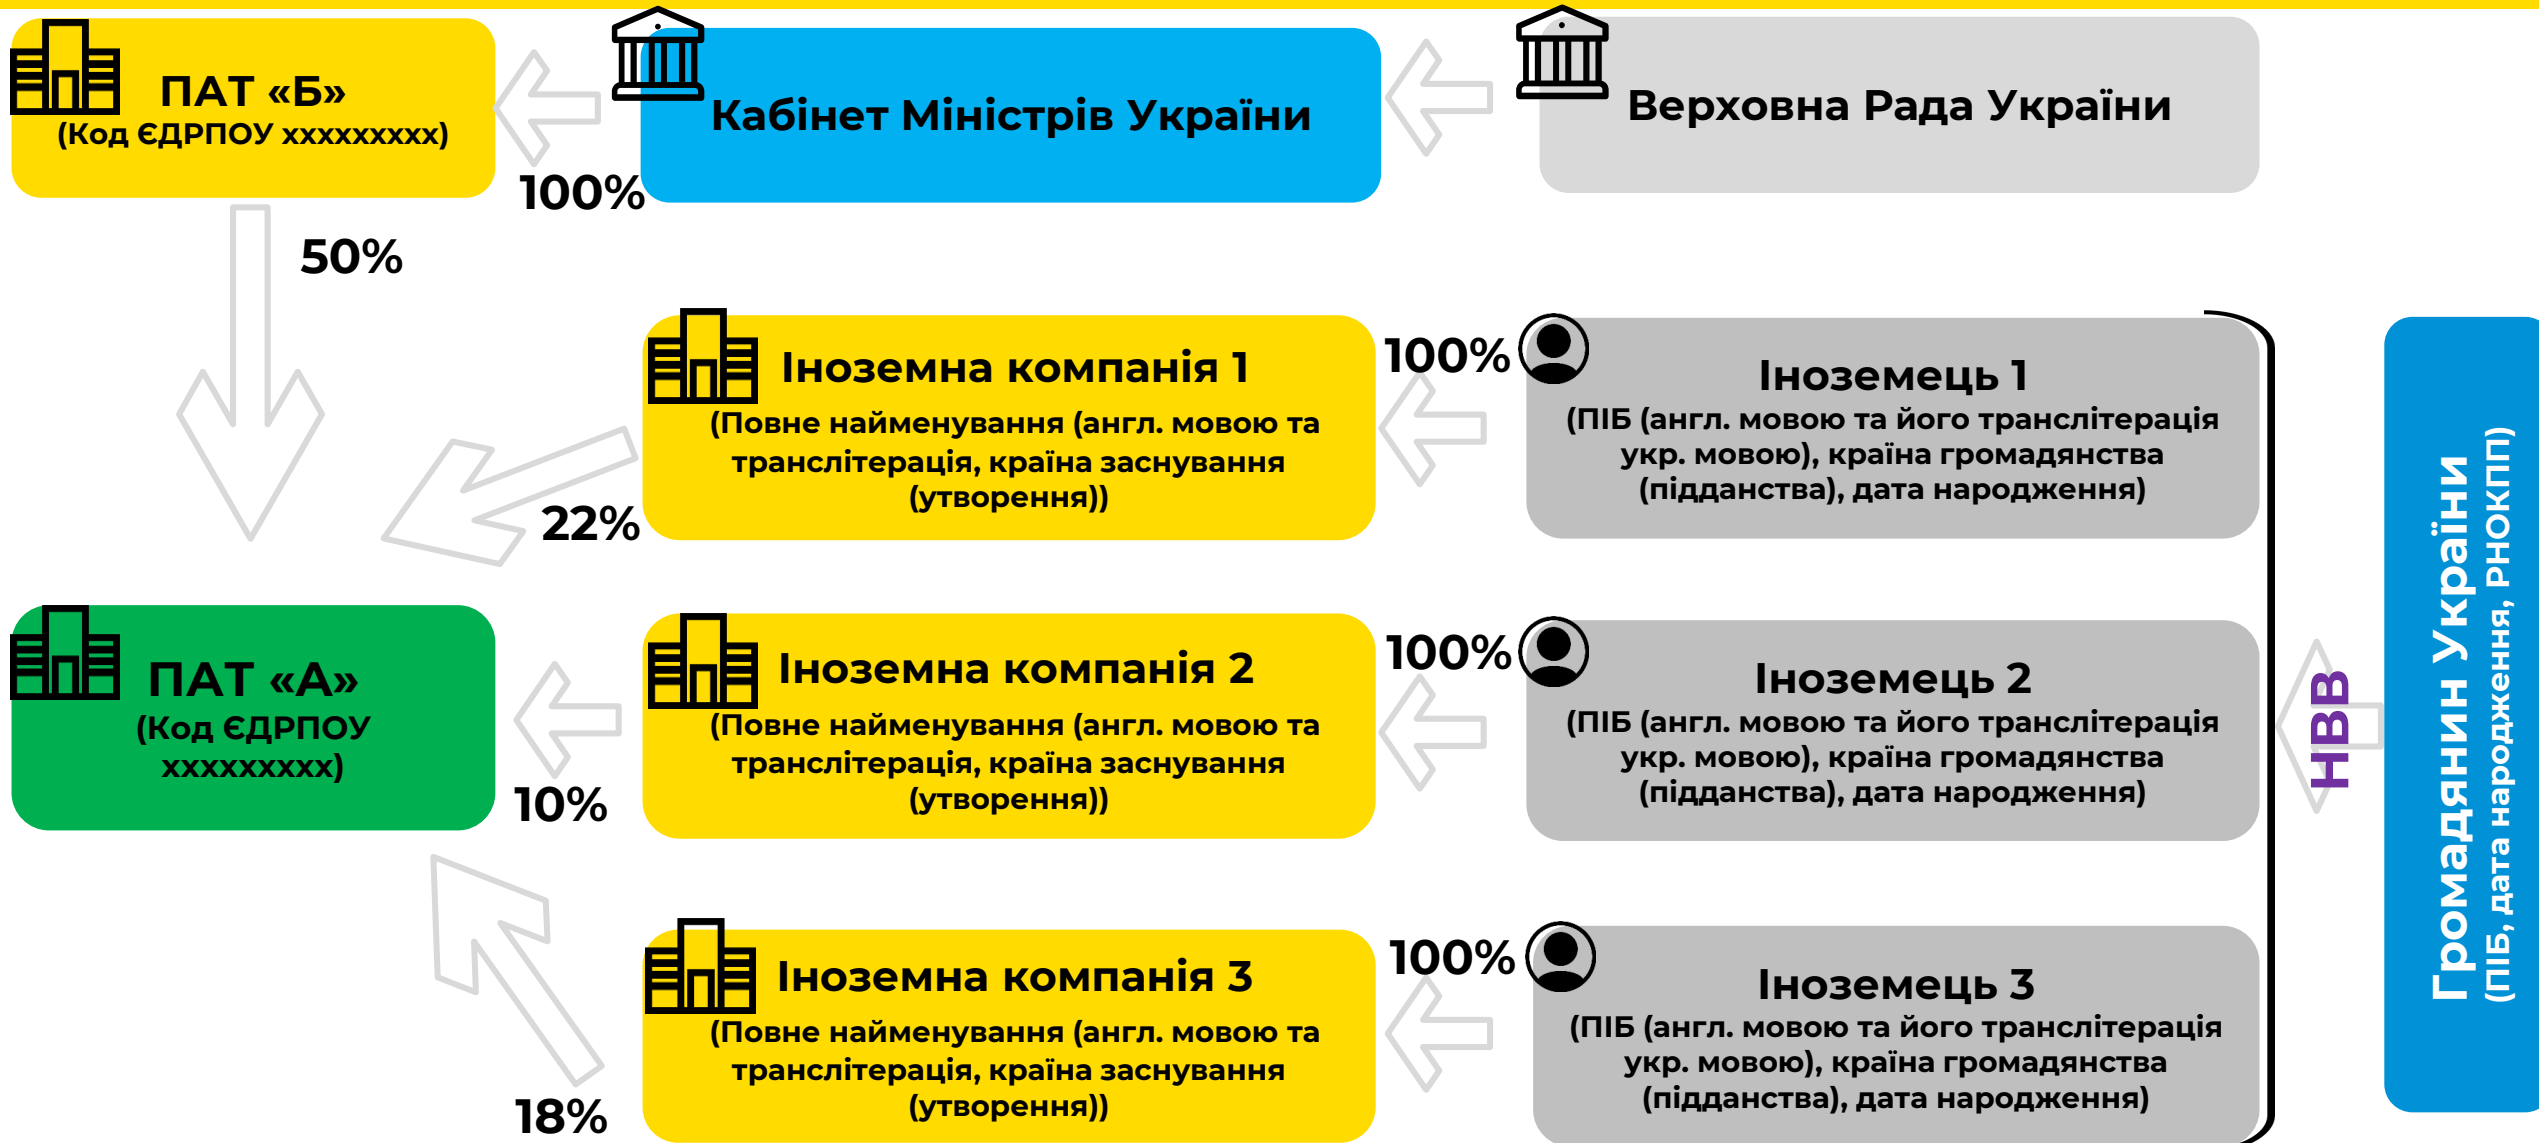 ПАТ «Б»
(Код ЄДРПОУ xxxxxxxxx)
100%
Кабінет Міністрів України
Верховна Рада України
50%
Іноземна компанія 1
(Повне найменування (англ. мовою та
транслітерація, країна заснування
(утворення))
22%
100%
Іноземець 1
(ПІБ (англ. мовою та його транслітерація
укр. мовою), країна громадянства
(підданства), дата народження)
ПАТ «А»
(Код ЄДРПОУ
xxxxxxxxx)
10%
Іноземна компанія 2
(Повне найменування (англ. мовою та
транслітерація, країна заснування
(утворення))
100%
Іноземець 2
(ПІБ (англ. мовою та його транслітерація
укр. мовою), країна громадянства
(підданства), дата народження)
18%
Іноземна компанія 3
(Повне найменування (англ. мовою та
транслітерація, країна заснування
(утворення))
100%
Іноземець 3
(ПІБ (англ. мовою та його транслітерація
укр. мовою), країна громадянства
(підданства), дата народження)
НВВ
Громадянин України
(ПІБ, дата народження, РНОКПП)